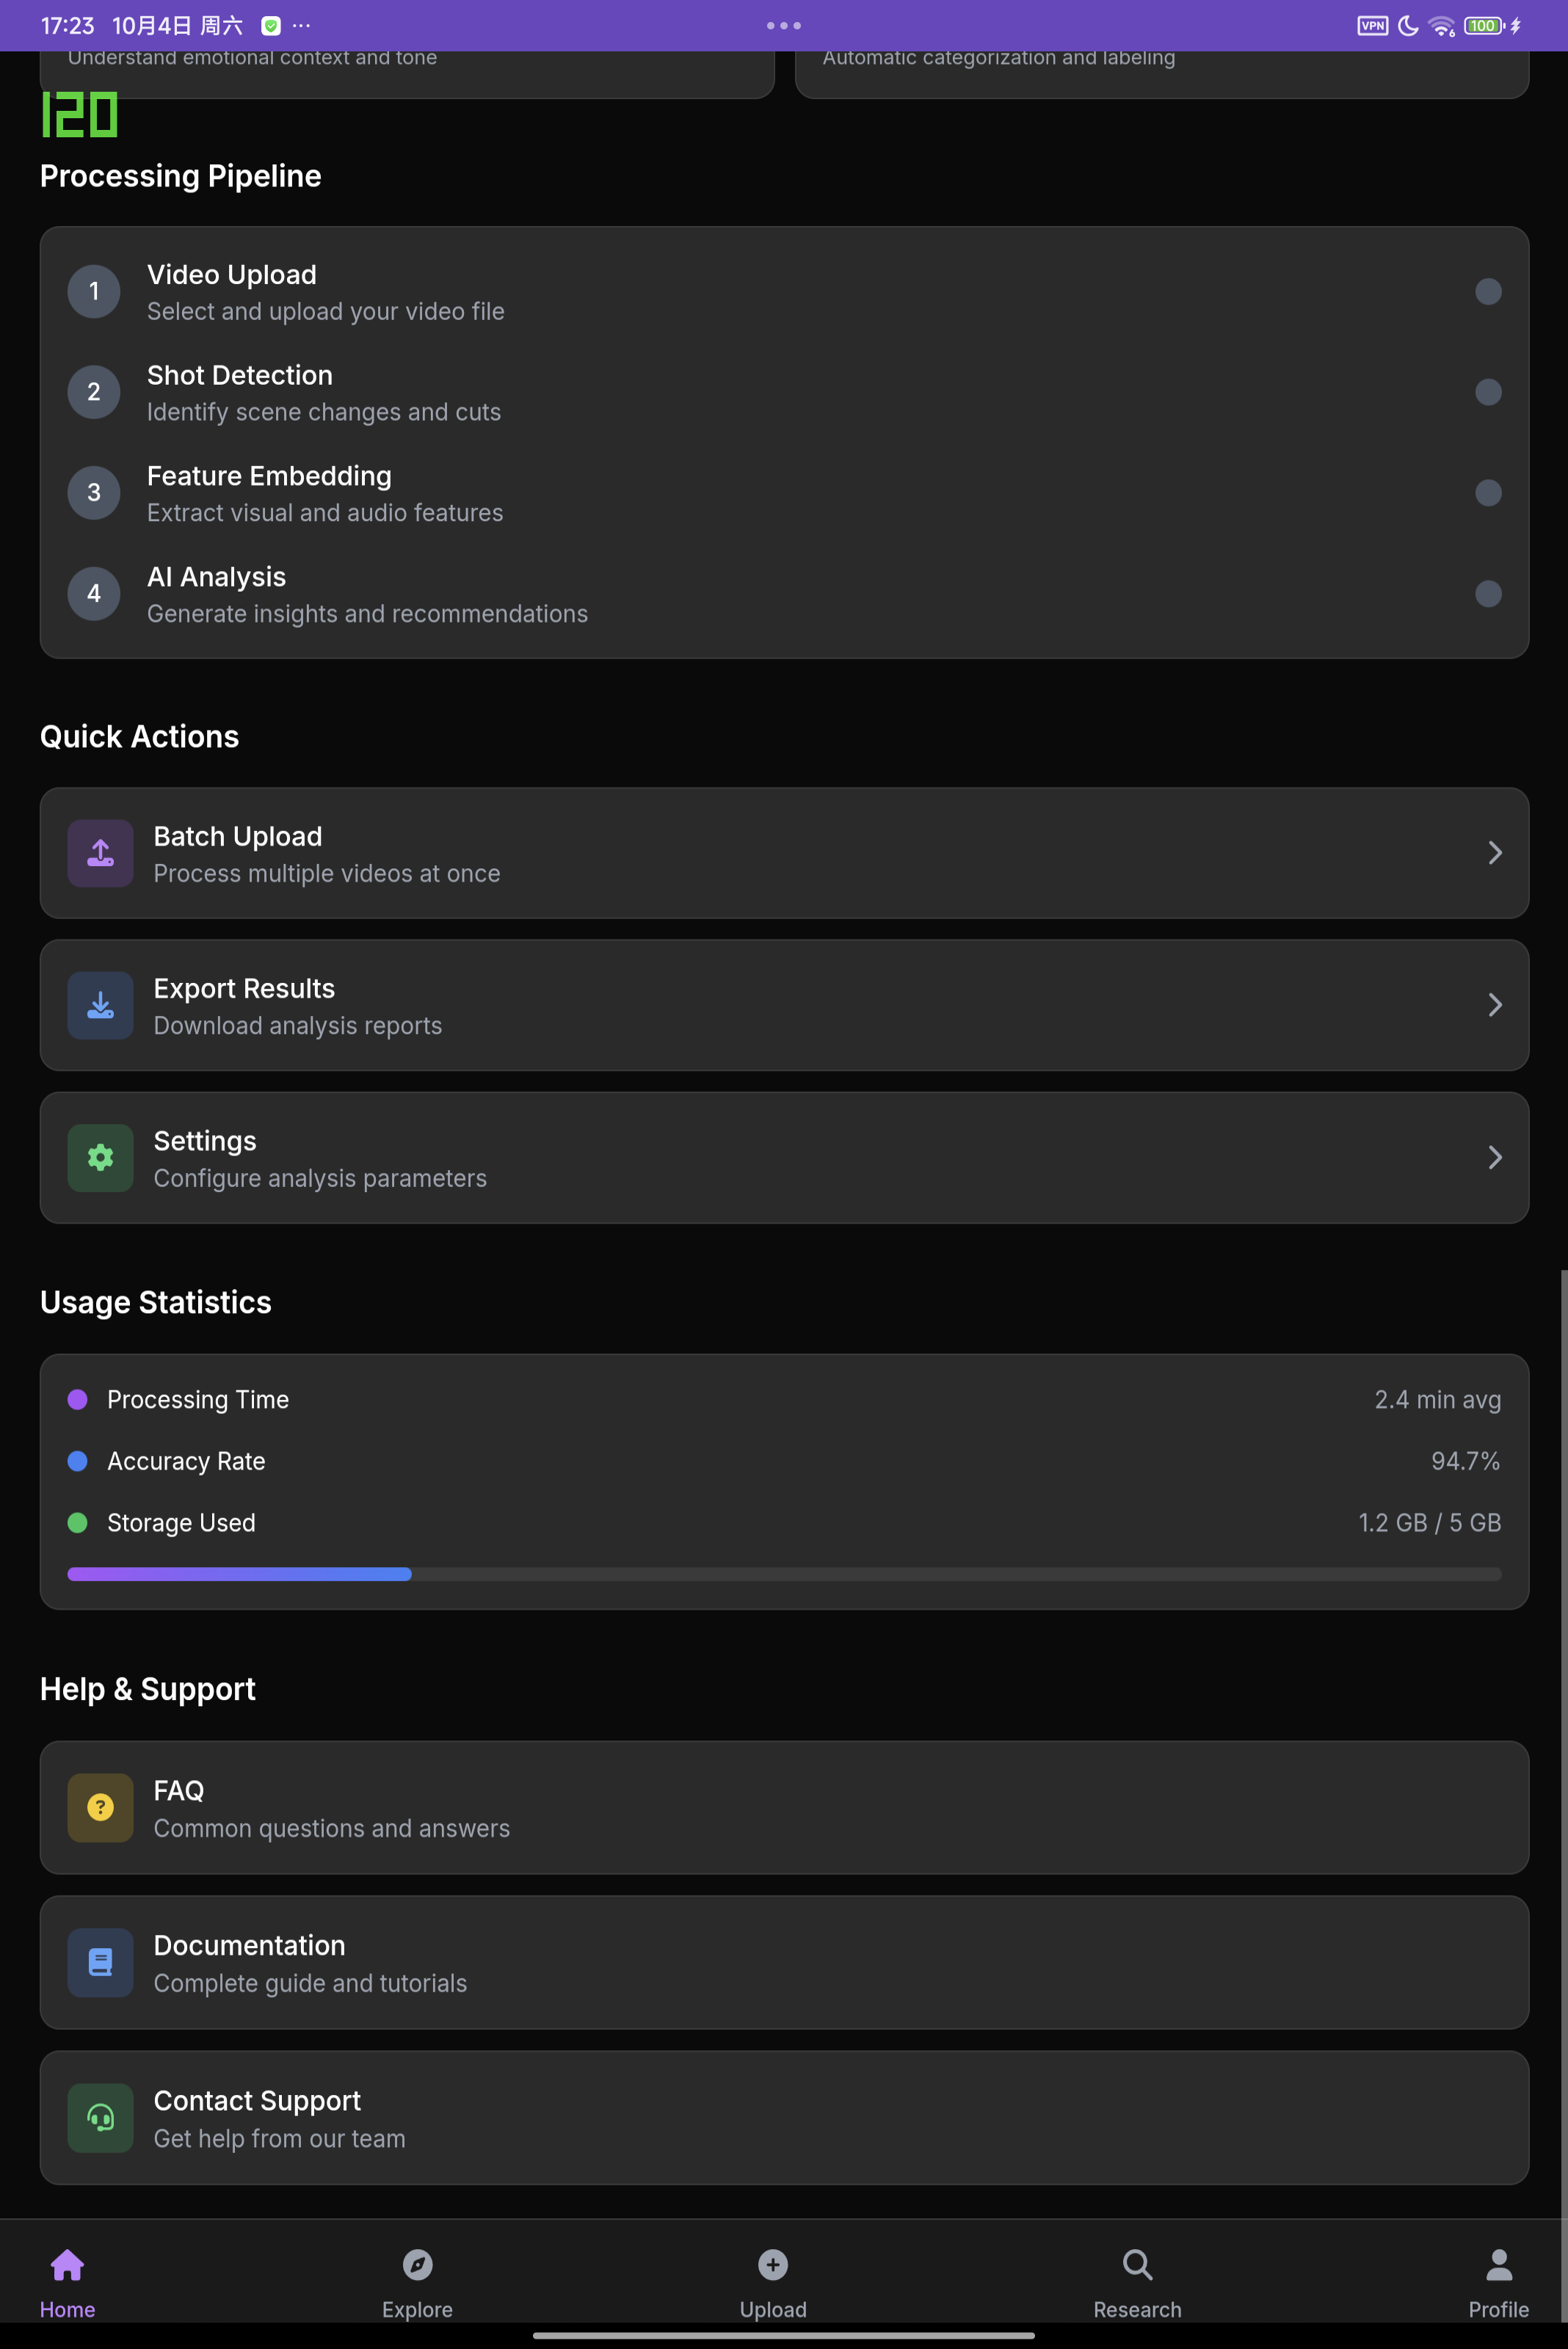 17:23 10月4日 周六 ···
VPN 6 100
Understand emotional context and tone
Automatic categorization and labeling
120
Processing Pipeline
1
Video Upload
Select and upload your video file
2
Shot Detection
Identify scene changes and cuts
3
Feature Embedding
Extract visual and audio features
4
AI Analysis
Generate insights and recommendations
Quick Actions
Batch Upload
Process multiple videos at once
Export Results
Download analysis reports
Settings
Configure analysis parameters
Usage Statistics
Processing Time 2.4 min avg
Accuracy Rate 94.7%
Storage Used 1.2 GB / 5 GB
Help & Support
?
FAQ
Common questions and answers
Documentation
Complete guide and tutorials
Contact Support
Get help from our team
Home Explore Upload Research Profile